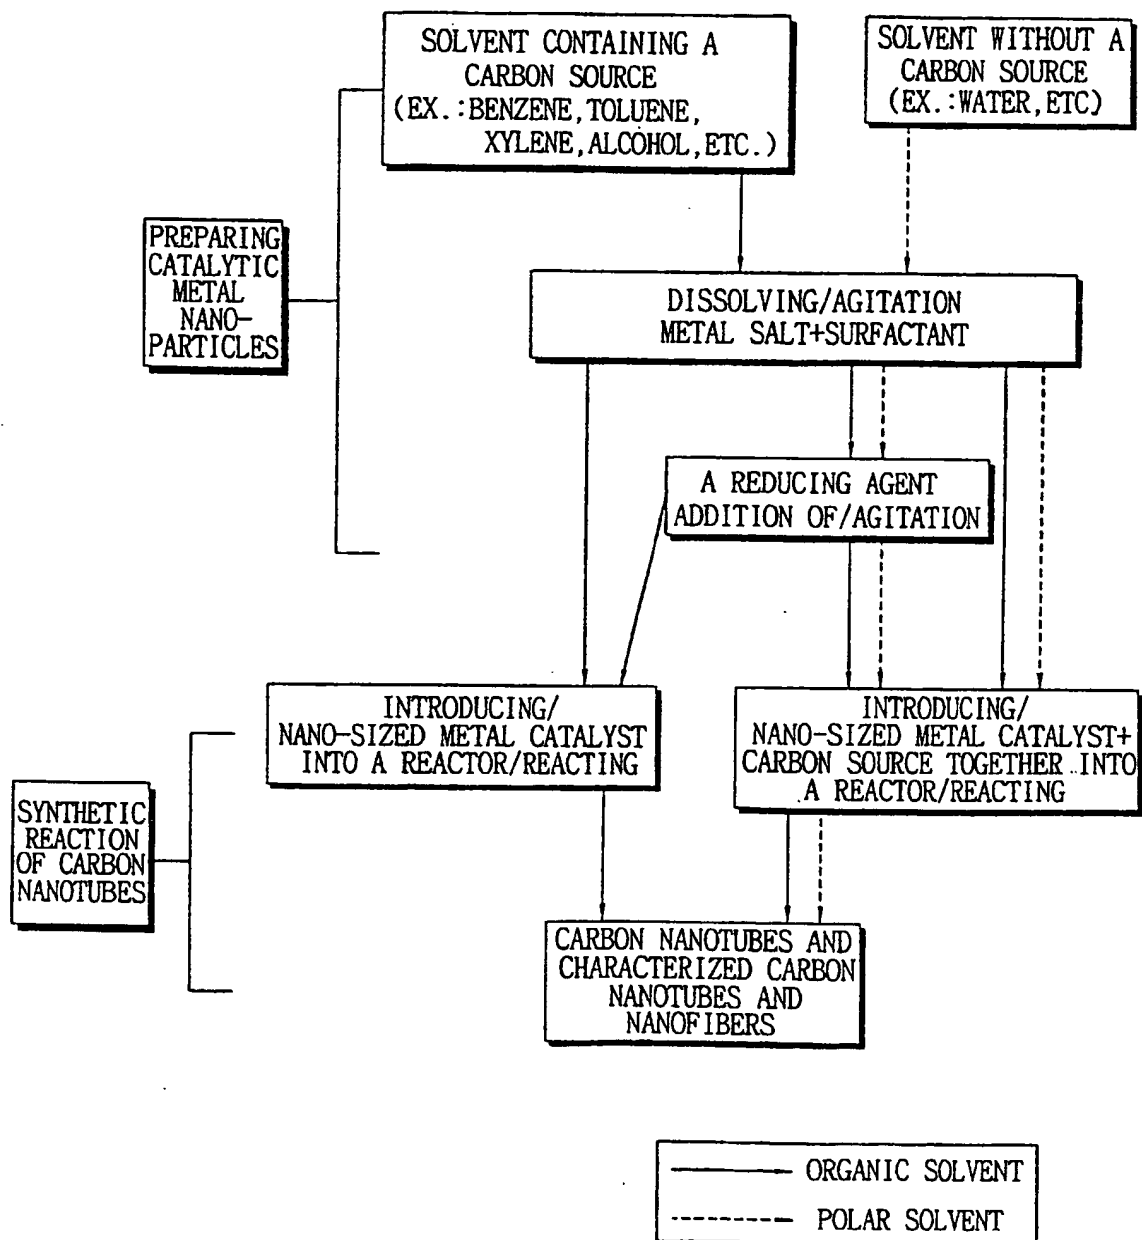 SOLVENT CONTAINING A
CARBON SOURCE
(EX.:BENZENE,TOLUENE,
XYLENE,ALCOHOL,ETC.)
SOLVENT WITHOUT A
CARBON SOURCE
(EX.:WATER,ETC)
PREPARING
CATALYTIC
METAL
NANO-
PARTICLES
DISSOLVING/AGITATION
METAL SALT+SURFACTANT
A REDUCING AGENT
ADDITION OF/AGITATION
INTRODUCING/
NANO-SIZED METAL CATALYST
INTO A REACTOR/REACTING
INTRODUCING/
NANO-SIZED METAL CATALYST+
CARBON SOURCE TOGETHER INTO
A REACTOR/REACTING
SYNTHETIC
REACTION
OF CARBON
NANOTUBES
CARBON NANOTUBES AND
CHARACTERIZED CARBON
NANOTUBES AND
NANOFIBERS
ORGANIC SOLVENT
POLAR SOLVENT